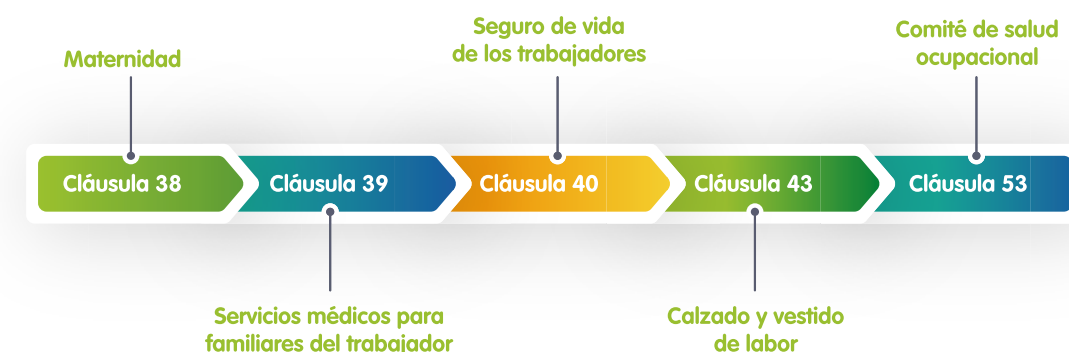 Seguro de vida
de los trabajadores
Comité de salud
ocupacional
Maternidad
Cláusula 38
Cláusula 39
Cláusula 40
Cláusula 43
Cláusula 53
Servicios médicos para
familiares del trabajador
Calzado y vestido
de labor